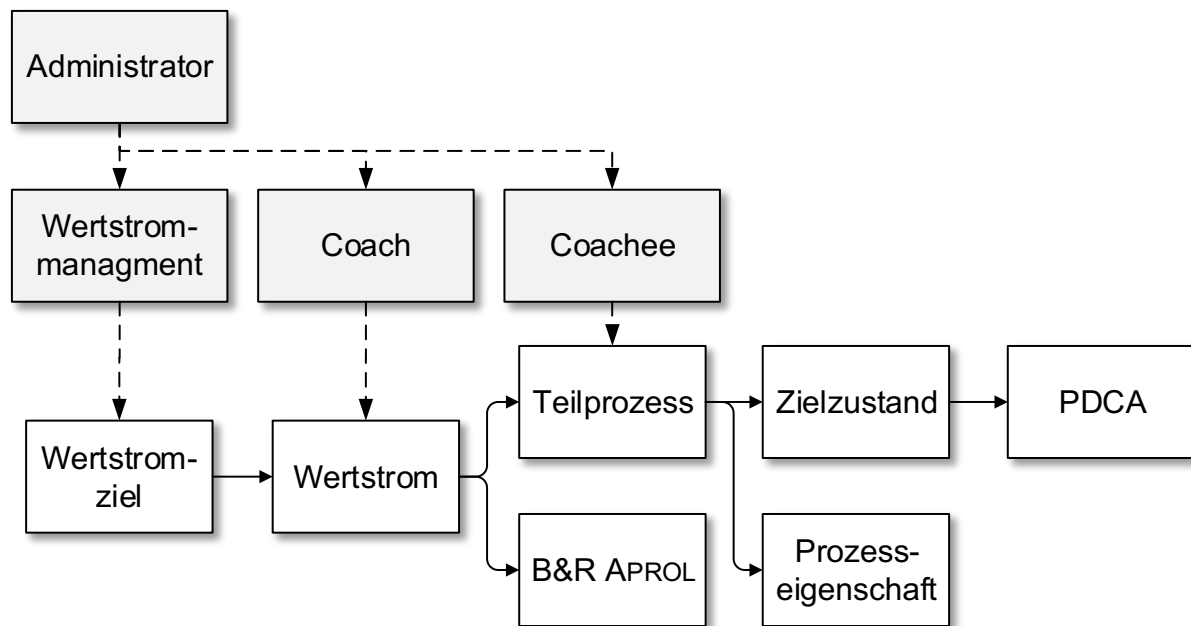 Administrator
Wertstrom-
managment
Coach
Coachee
Teilprozess
Zielzustand
PDCA
Wertstrom-
ziel
Wertstrom
B&R APROL
Prozess-
eigenschaft